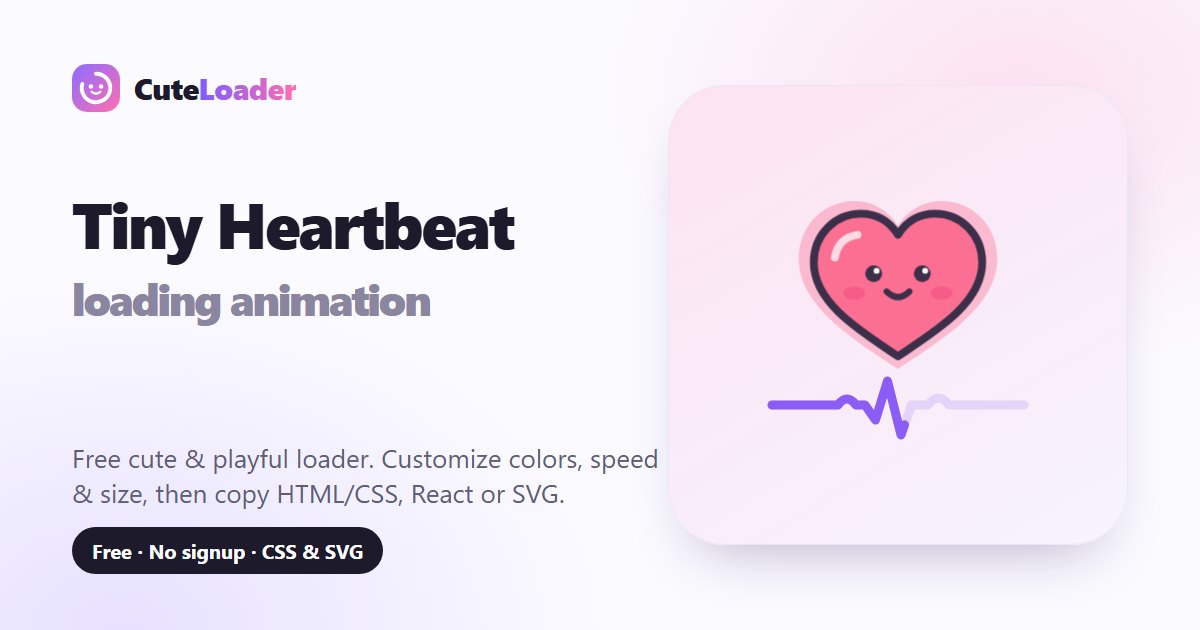 CuteLoader
Tiny Heartbeat
loading animation
Free cute & playful loader. Customize colors, speed
& size, then copy HTML/CSS, React or SVG.
Free · No signup · CSS & SVG